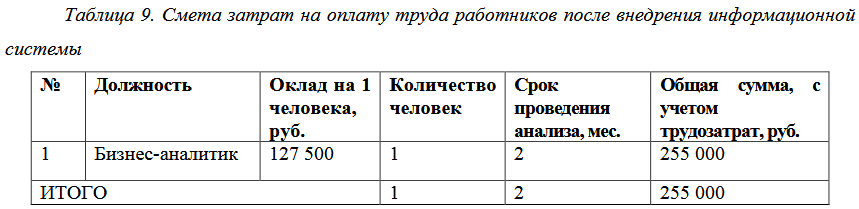 Таблица 9. Смета затрат на оплату труда работников после внедрения информационной
системы
№ Должность Оклад на 1 человека, руб. Количество человек Срок проведения анализа, мес. Общая сумма, с учетом трудозатрат, руб.
1 Бизнес-аналитик 127 500 1 2 255 000
ИТОГО 1 2 255 000